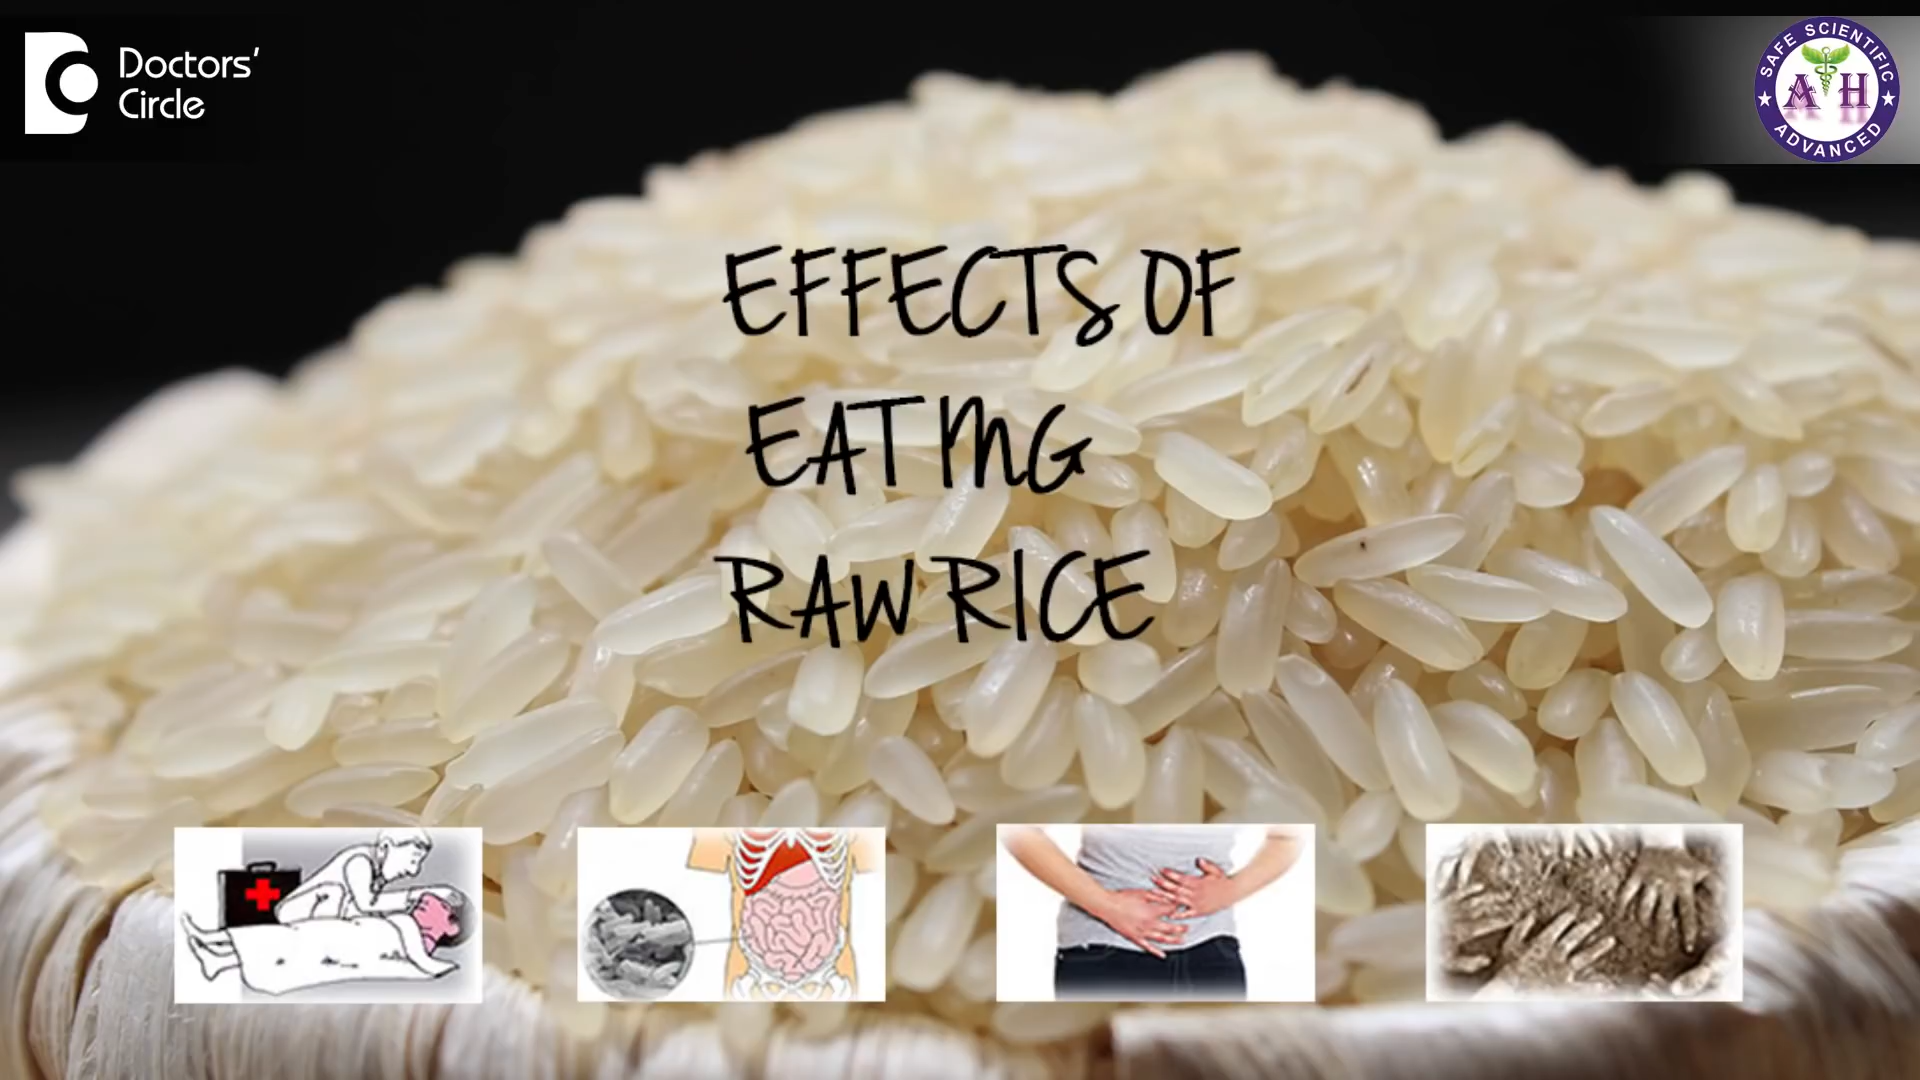 Doctors'
Circle
SAFE SCIENTIFIC
AH
ADVANCED
EFFECTS OF
EATING
RAW RICE